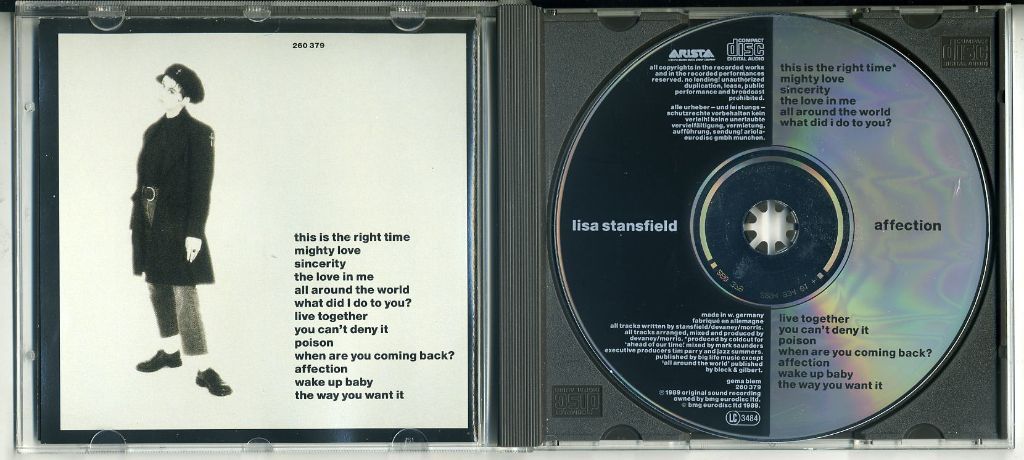 260 379
this is the right time
mighty love
sincerity
the love in me
all around the world
what did I do to you?
live together
you can't deny it
poison
when are you coming back?
affection
wake up baby
the way you want it
ARISTA
COMPACT
disc
DIGITAL AUDIO
all copyrights in the recorded works
and in the recorded performances
reserved. no lending! unauthorized
duplication, lease, public
performance and broadcast
prohibited.
alle urheber – und leistungs –
schutzrechte vorbehalten kein
verleih! keine unerlaubte
vervielfältigung, vermietung,
aufführung, sendung! ariola-
eurodisc gmbh munchen.
this is the right time*
mighty love
sincerity
the love in me
all around the world
what did i do to you?
lisa stansfield
affection
made in w. germany
fabriqué en allemagne
all tracks written by stansfield/devaney/morris.
all tracks arranged, mixed and produced by
devaney/morris. *produced by coldcut for
'ahead of our time'. mixed by mark saunders
executive producers tim parry and jazz summers.
published by big life music except
'all around the world' published
by block & gilbert.
gema biem
260 379
℗ 1989 original sound recording
owned by bmg eurodisc ltd.
© bmg eurodisc ltd 1989.
LC 3484
live together
you can't deny it
poison
when are you coming back?
affection
wake up baby
the way you want it